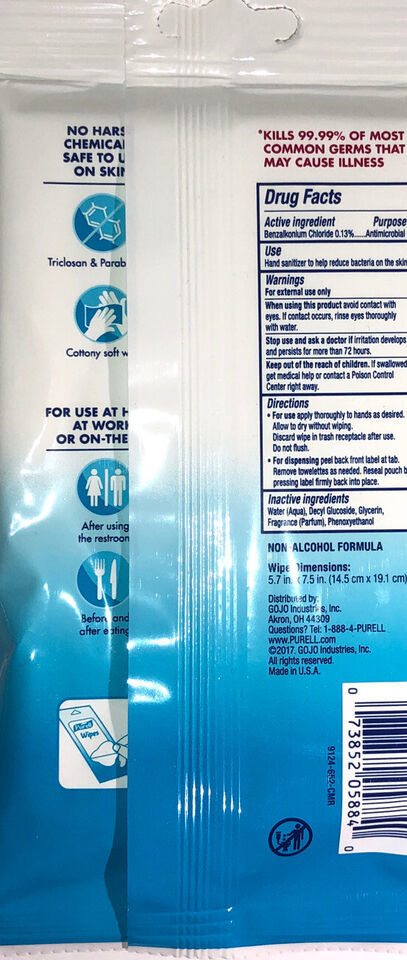 NO HARS
CHEMICAL
SAFE TO U
ON SKIN
Triclosan & Parab
Cottony soft w
FOR USE AT H
AT WORK
OR ON-THE
After using
the restroom
Before and
after eating
PURELL
Wipes
*KILLS 99.99% OF MOST
COMMON GERMS THAT
MAY CAUSE ILLNESS
Drug Facts
Active ingredient Purpose
Benzalkonium Chloride 0.13%.....Antimicrobial
Use
Hand sanitizer to help reduce bacteria on the skin
Warnings
For external use only
When using this product avoid contact with
eyes. If contact occurs, rinse eyes thoroughly
with water.
Stop use and ask a doctor if irritation develops
and persists for more than 72 hours.
Keep out of the reach of children. If swallowed
get medical help or contact a Poison Control
Center right away.
Directions
• For use apply thoroughly to hands as desired.
Allow to dry without wiping.
Discard wipe in trash receptacle after use.
Do not flush.
• For dispensing peel back front label at tab.
Remove towelettes as needed. Reseal pouch b
pressing label firmly back into place.
Inactive ingredients
Water (Aqua), Decyl Glucoside, Glycerin,
Fragrance (Parfum), Phenoxyethanol
NON-ALCOHOL FORMULA
Wipe Dimensions:
5.7 in. x 7.5 in. (14.5 cm x 19.1 cm)
Distributed by:
GOJO Industries, Inc.
Akron, OH 44309
Questions? Tel: 1-888-4-PURELL
www.PURELL.com
©2017. GOJO Industries, Inc.
All rights reserved.
Made in U.S.A.
9124-652-CMR
0 73852 05884 0